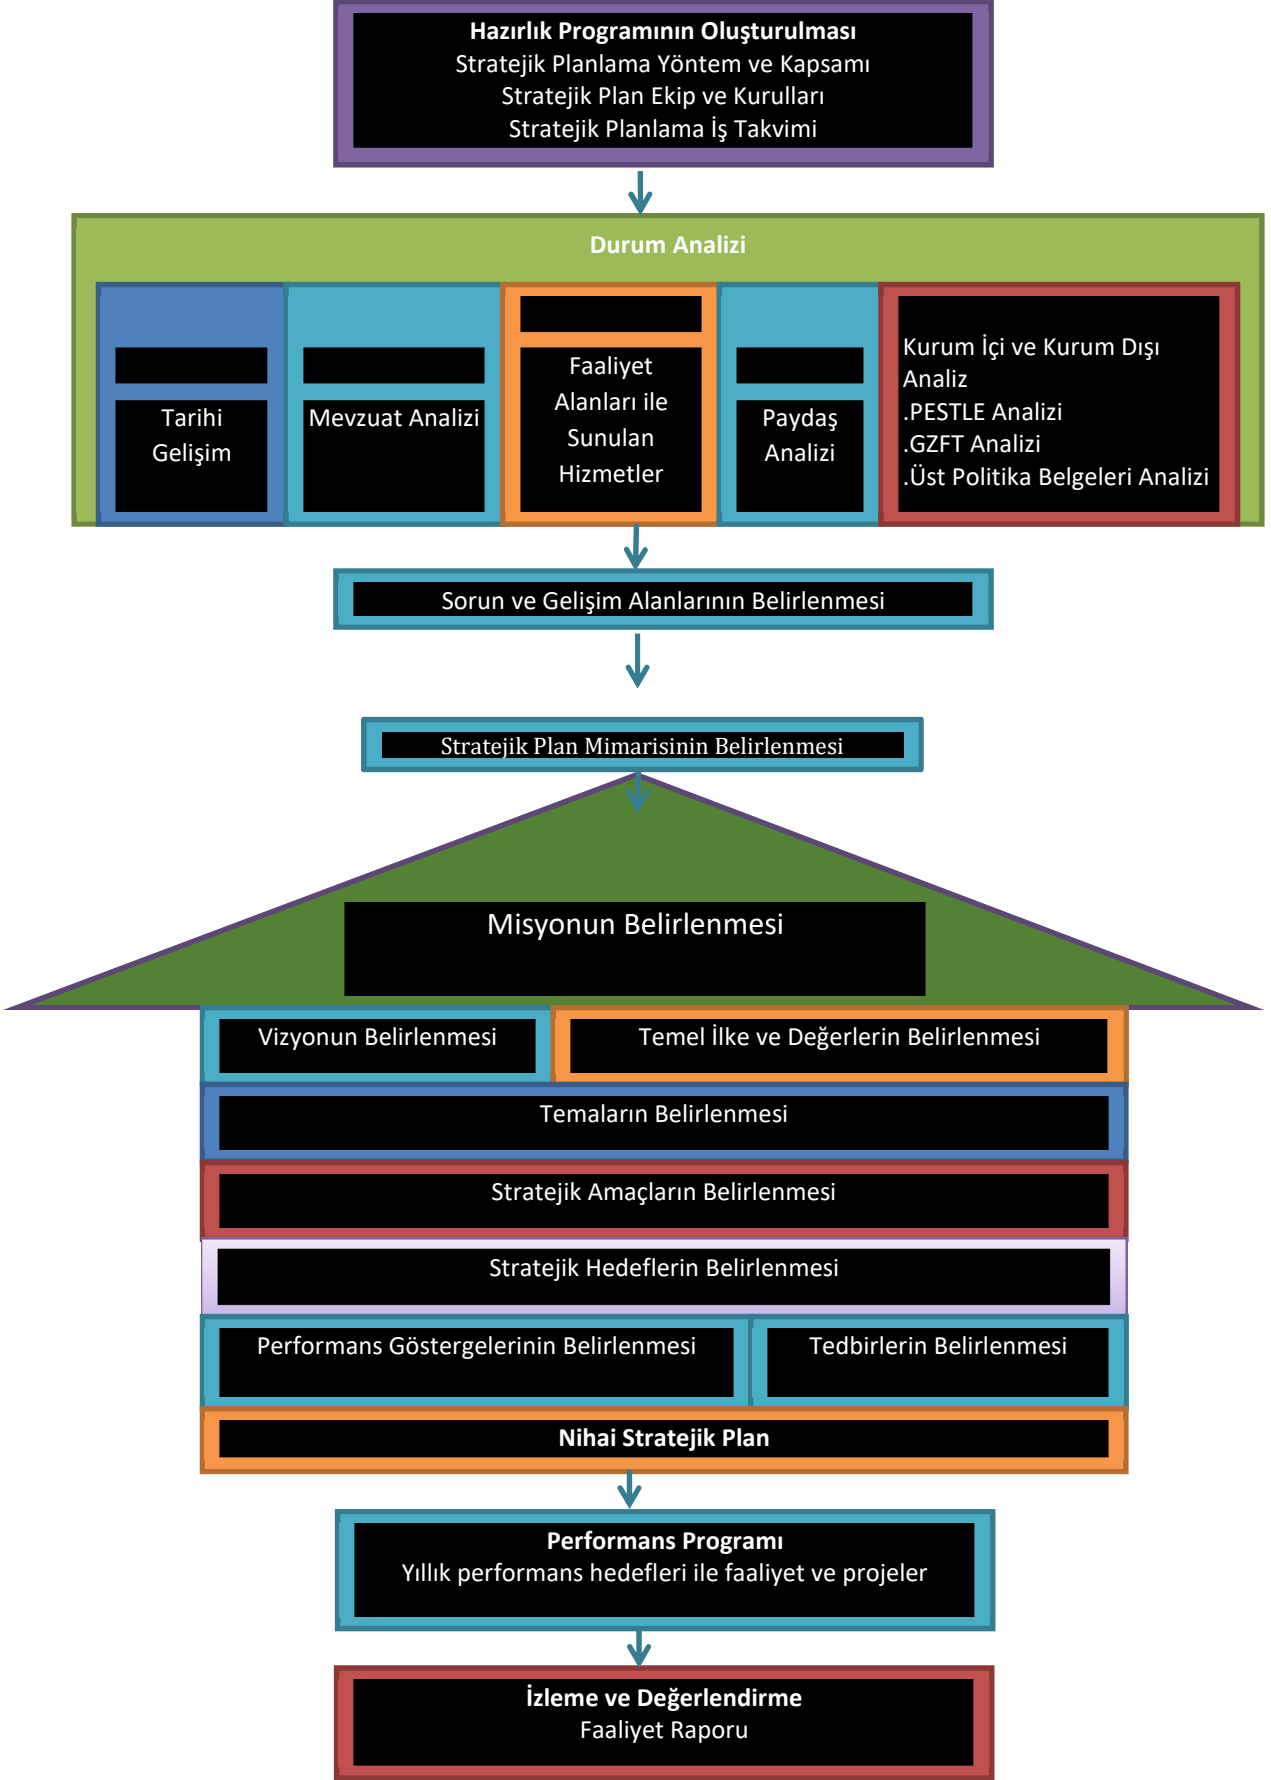 Hazırlık Programının Oluşturulması
Stratejik Planlama Yöntem ve Kapsamı
Stratejik Plan Ekip ve Kurulları
Stratejik Planlama İş Takvimi
Durum Analizi
Tarihi
Gelişim
Mevzuat Analizi
Faaliyet
Alanları ile
Sunulan
Hizmetler
Paydaş
Analizi
Kurum İçi ve Kurum Dışı
Analiz
.PESTLE Analizi
.GZFT Analizi
.Üst Politika Belgeleri Analizi
Sorun ve Gelişim Alanlarının Belirlenmesi
Stratejik Plan Mimarisinin Belirlenmesi
Misyonun Belirlenmesi
Vizyonun Belirlenmesi
Temel İlke ve Değerlerin Belirlenmesi
Temaların Belirlenmesi
Stratejik Amaçların Belirlenmesi
Stratejik Hedeflerin Belirlenmesi
Performans Göstergelerinin Belirlenmesi
Tedbirlerin Belirlenmesi
Nihai Stratejik Plan
Performans Programı
Yıllık performans hedefleri ile faaliyet ve projeler
İzleme ve Değerlendirme
Faaliyet Raporu